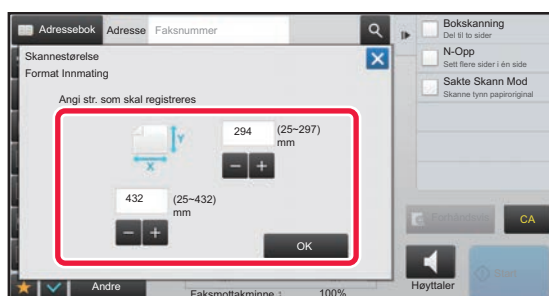 Adressebok Adresse Faksnummer
Skannestørelse
Format Innmating
Angi str. som skal registreres
Y
X
294 (25~297)
mm
432 (25~432)
mm
OK
Bokskanning
Del til to sider
N-Opp
Sett flere sider i én side
Sakte Skann Mod
Skanne tynn papiroriginal
CA
Høyttaler
Start
Andre
Faksmottakminne : 100%